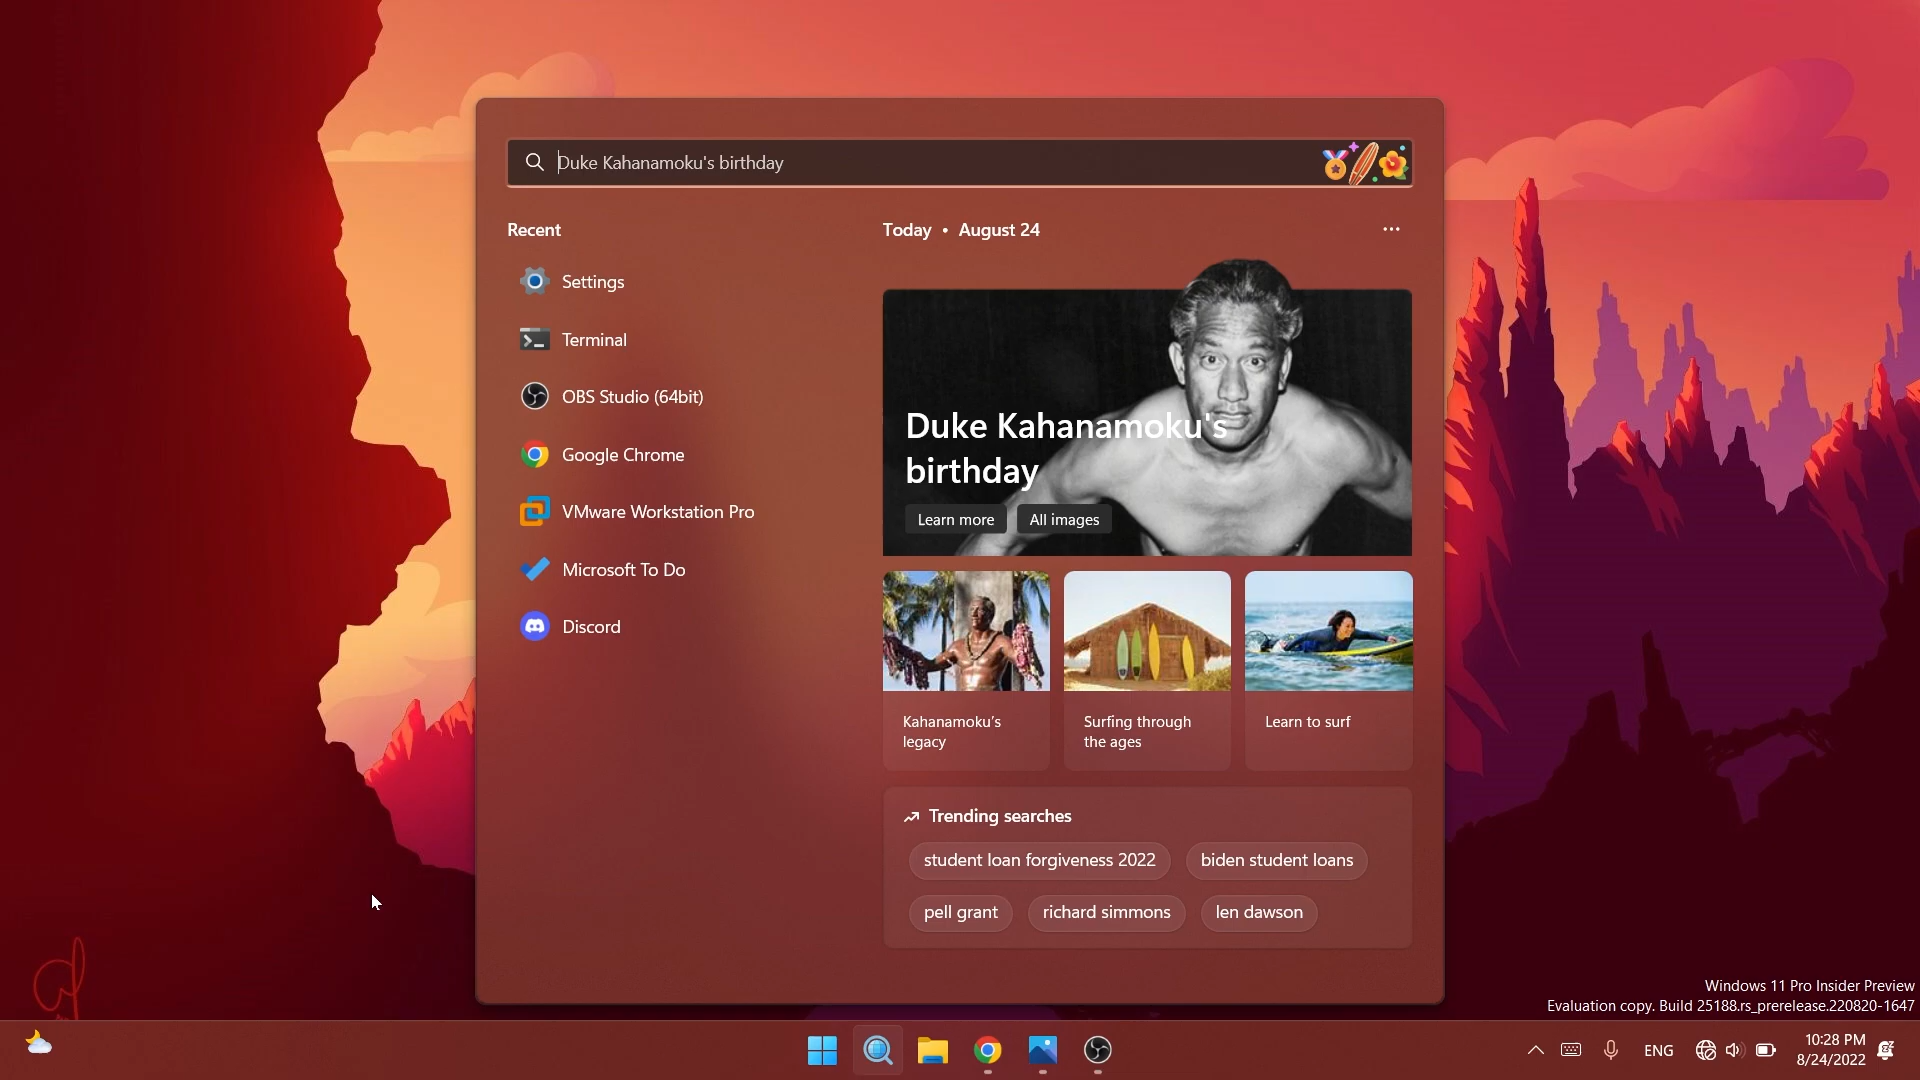 Duke Kahanamoku's birthday
Recent
Settings
Terminal
OBS Studio (64bit)
Google Chrome
VMware Workstation Pro
Microsoft To Do
Discord
Today • August 24
Duke Kahanamoku's
birthday
Learn more
All images
Kahanamoku's
legacy
Surfing through
the ages
Learn to surf
Trending searches
student loan forgiveness 2022
biden student loans
pell grant
richard simmons
len dawson
Windows 11 Pro Insider Preview
Evaluation copy. Build 25188.rs_prerelease.220820-1647
ENG
10:28 PM
8/24/2022